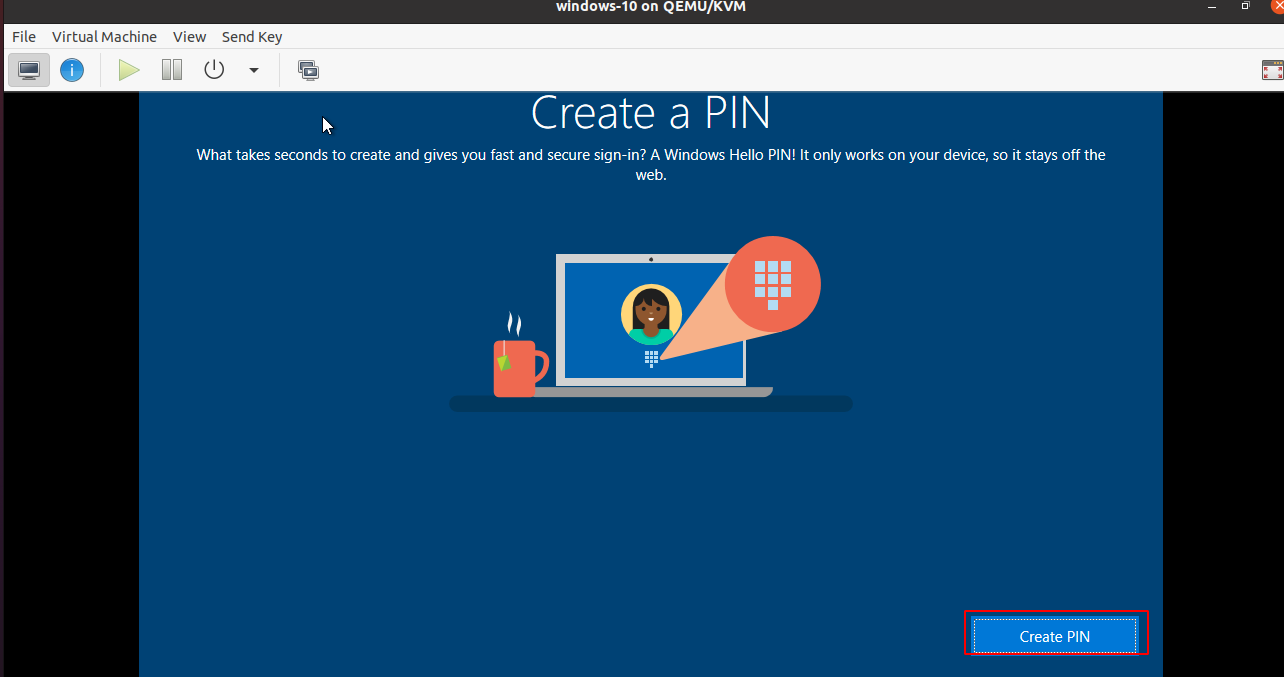 windows-10 on QEMU/KVM
File Virtual Machine View Send Key
Create a PIN
What takes seconds to create and gives you fast and secure sign-in? A Windows Hello PIN! It only works on your device, so it stays off the
web.
Create PIN